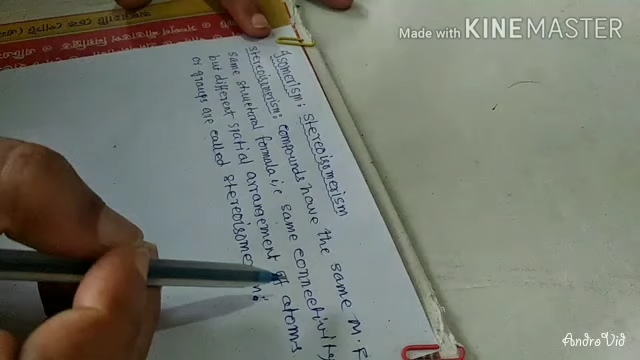 Made with KINEMASTER
Isomerism: stereoisomerism
stereoisomerism: compounds have the same M.F
same structural formula i.e same connectivity
but different spatial arrangement of atoms
or groups are called
AndroVid